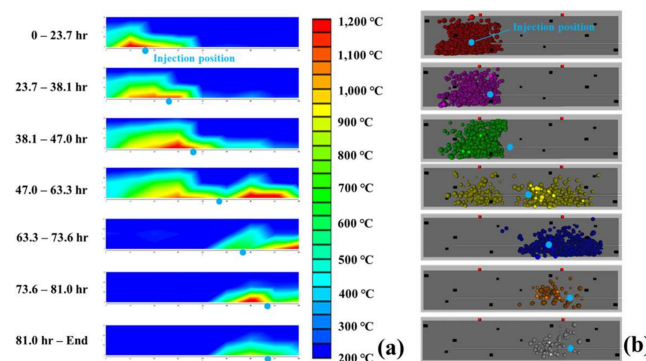 0 – 23.7 hr
23.7 – 38.1 hr
38.1 – 47.0 hr
47.0 – 63.3 hr
63.3 – 73.6 hr
73.6 – 81.0 hr
81.0 hr – End
Injection position
1,200 ℃
1,100 ℃
1,000 ℃
900 ℃
800 ℃
700 ℃
600 ℃
500 ℃
400 ℃
300 ℃
200 ℃
(a)
Injection position
(b)